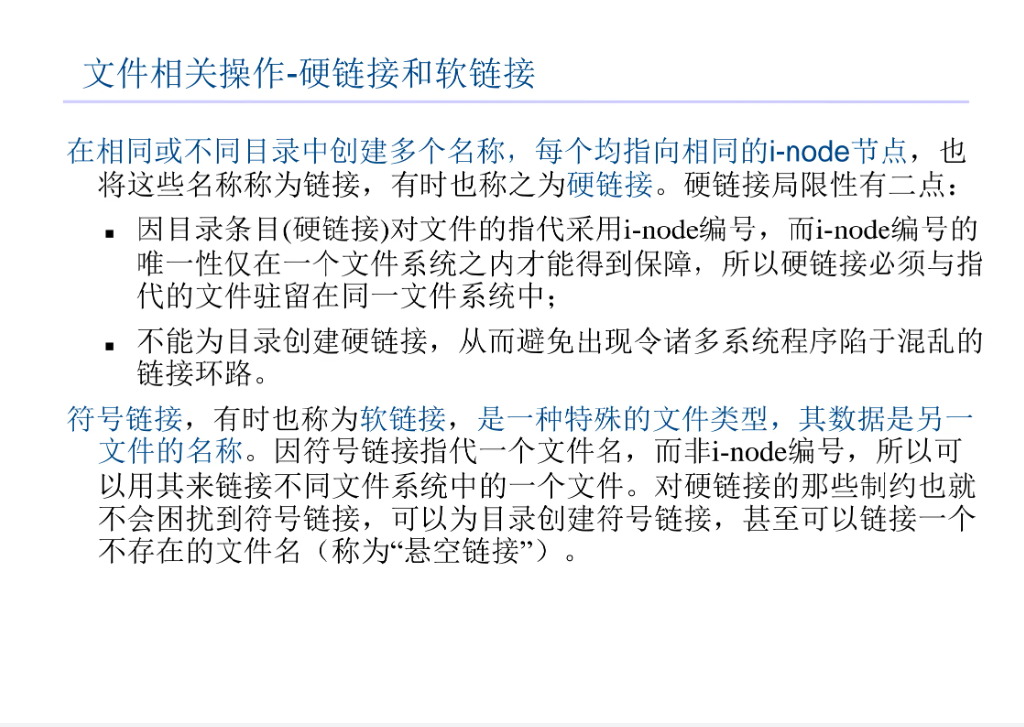 文件相关操作-硬链接和软链接
在相同或不同目录中创建多个名称，每个均指向相同的i-node节点，也
将这些名称称为链接，有时也称之为硬链接。硬链接局限性有二点：
▪ 因目录条目(硬链接)对文件的指代采用i-node编号，而i-node编号的
唯一性仅在一个文件系统之内才能得到保障，所以硬链接必须与指
代的文件驻留在同一文件系统中；
▪ 不能为目录创建硬链接，从而避免出现令诸多系统程序陷于混乱的
链接环路。
符号链接，有时也称为软链接，是一种特殊的文件类型，其数据是另一
文件的名称。因符号链接指代一个文件名，而非i-node编号，所以可
以用其来链接不同文件系统中的一个文件。对硬链接的那些制约也就
不会困扰到符号链接，可以为目录创建符号链接，甚至可以链接一个
不存在的文件名（称为“悬空链接”）。